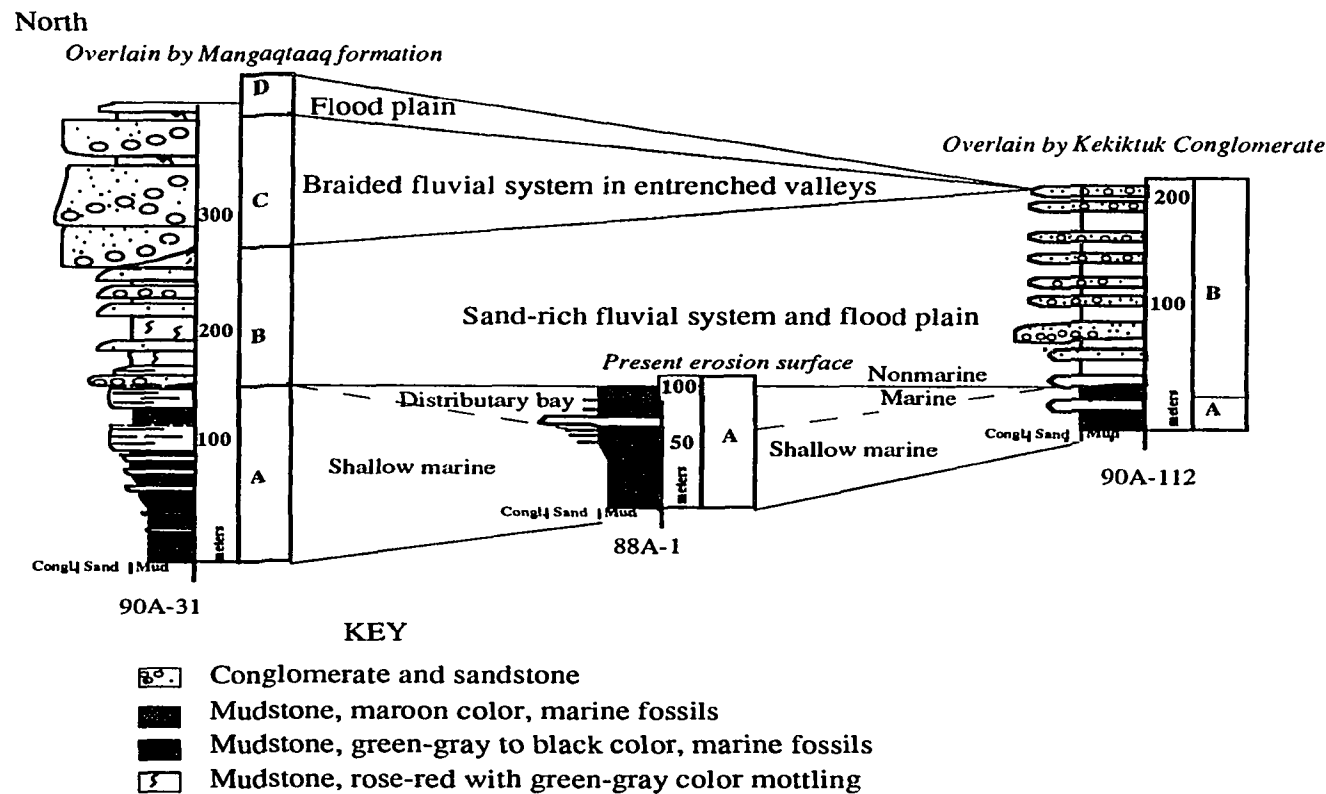 North
Overlain by Mangaqtaaq formation
D
Flood plain
Overlain by Kekiktuk Conglomerate
Braided fluvial system in entrenched valleys
C
300
200
B
100
Sand-rich fluvial system and flood plain
200
B
Present erosion surface
Nonmarine
Marine
Distributary bay
100
50
A
meters
100
A
Shallow marine
Shallow marine
meters
A
Congl. Sand Mud
90A-112
meters
Congl. Sand Mud
88A-1
Congl. Sand Mud
90A-31
KEY
Conglomerate and sandstone
Mudstone, maroon color, marine fossils
Mudstone, green-gray to black color, marine fossils
Mudstone, rose-red with green-gray color mottling